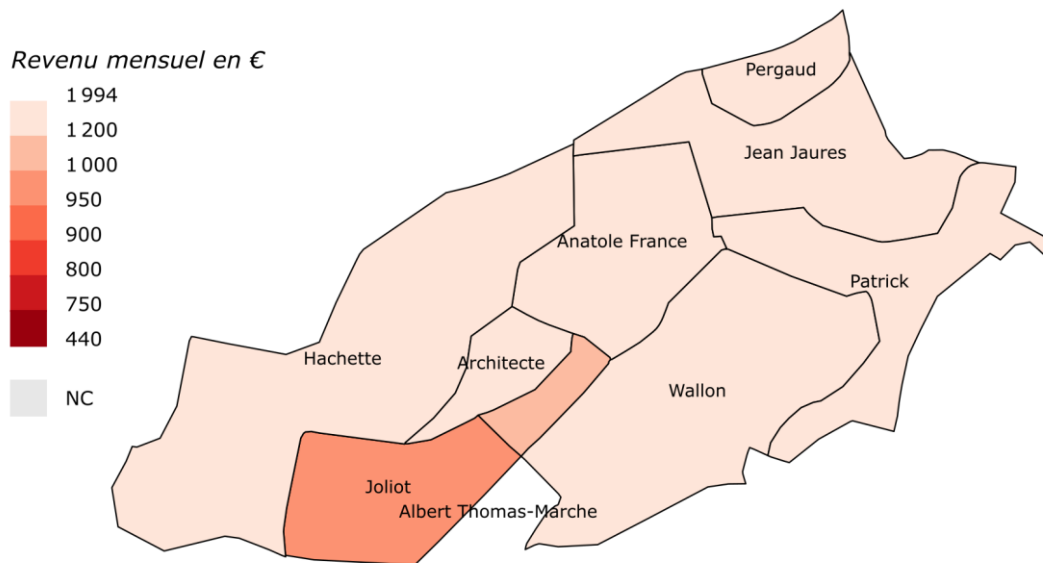 Revenu mensuel en €
1 994
1 200
1 000
950
900
800
750
440
NC
Pergaud
Jean Jaures
Anatole France
Patrick
Hachette
Architecte
Wallon
Joliot
Albert Thomas-Marche